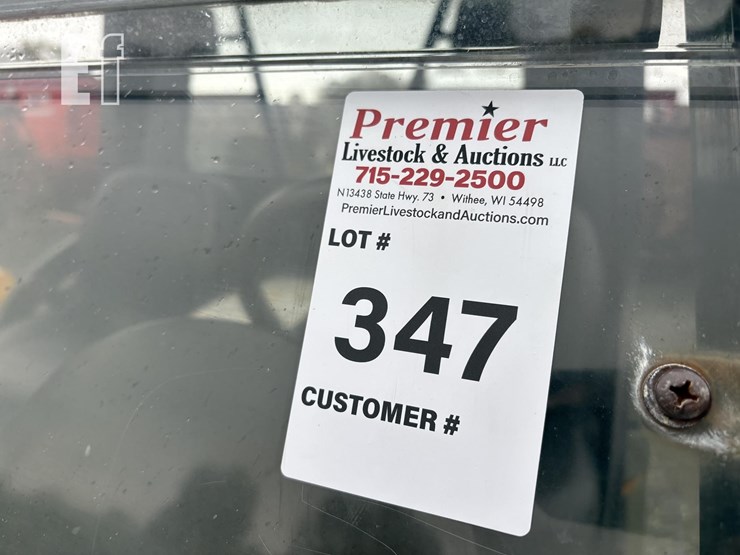 Ef
Premier
Livestock & Auctions LLC
715-229-2500
N13438 State Hwy. 73 • Withee, WI 54498
PremierLivestockandAuctions.com
LOT #
347
CUSTOMER #